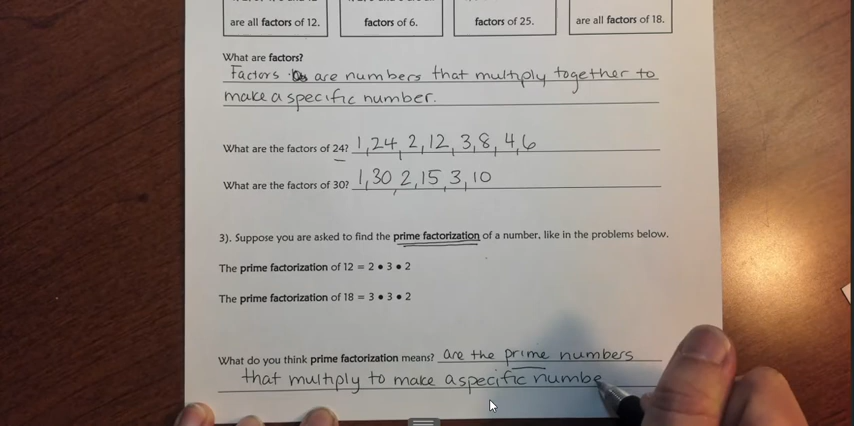 are all factors of 12.
factors of 6.
factors of 25.
are all factors of 18.
What are factors?
Factors are numbers that multiply together to
make a specific number.
What are the factors of 24? 1, 24, 2, 12, 3, 8, 4, 6
What are the factors of 30? 1, 30, 2, 15, 3, 10
3). Suppose you are asked to find the prime factorization of a number, like in the problems below.
The prime factorization of 12 = 2 • 3 • 2
The prime factorization of 18 = 3 • 3 • 2
What do you think prime factorization means? are the prime numbers
that multiply to make a specific numbe